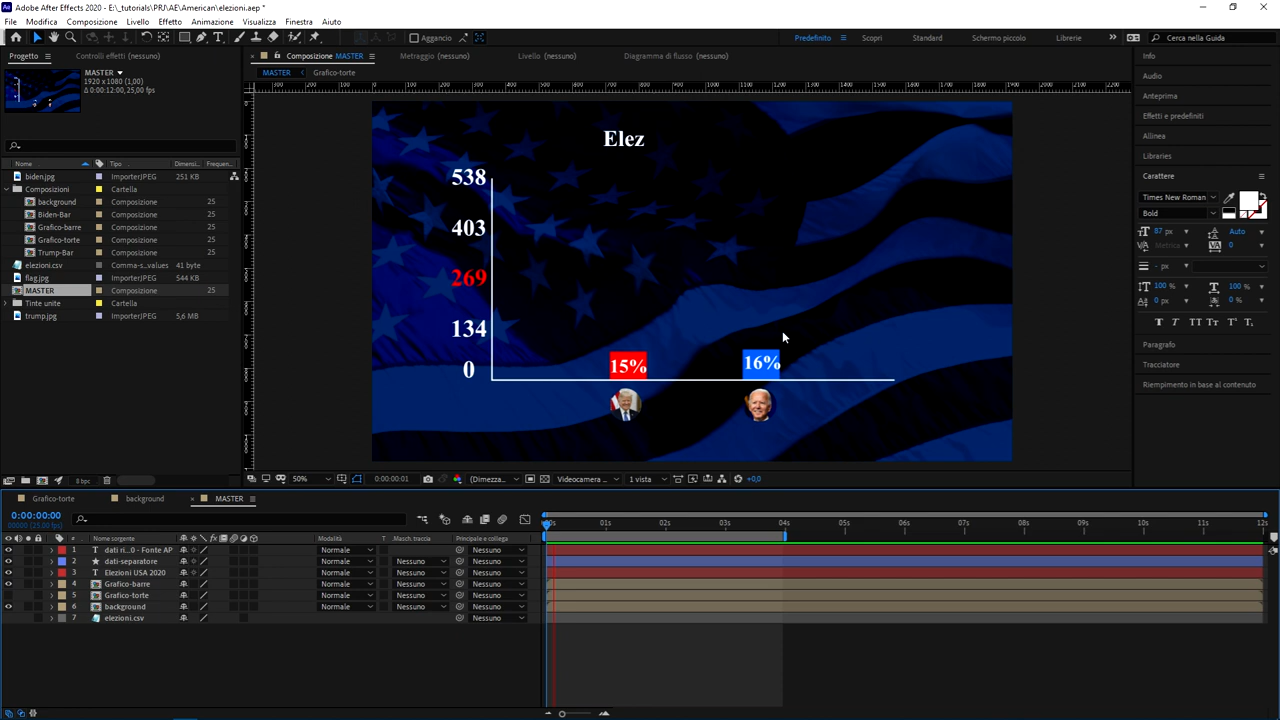 Adobe After Effects 2020 - E:\_tutorials\PRJ\AE\American\elezioni.aep *
File Modifica Composizione Livello Effetto Animazione Visualizza Finestra Aiuto
Agganci​o Predefinito Scopri Standard Schermo piccolo Librerie Cerca nella Guida
Progetto Controlli effetti (nessuno)
Composizione MASTER Metraggio (nessuno) Livello (nessuno) Diagramma di flusso (nessuno)
MASTER
1920 x 1080 (1,00)
Δ 0:00:12:00, 25,00 fps
MASTER Grafico-torte
Nome Tipo Dimensi... Frequen...
biden.jpg ImporterJPEG 251 KB
Composizioni Cartella
background Composizione 25
Biden-Bar Composizione 25
Grafico-barre Composizione 25
Grafico-torte Composizione 25
Trump-Bar Composizione 25
elezioni.csv Comma-s...values 41 byte
flag.jpg ImporterJPEG 544 KB
MASTER Composizione 25
Tinte unite Cartella
trump.jpg ImporterJPEG 5,6 MB
8 bpc
Elez
538
403
269
134
0
15% 16%
50% 0:00:00:01 (Dimezza... Videocamera ... 1 vista +0,0
Info
Audio
Anteprima
Effetti e predefiniti
Allinea
Libraries
Carattere
Times New Roman
Bold
87 px Auto
Metrica 0
- px
100 % 100 %
0 px 0 %
Paragrafo
Tracciatore
Riempimento in base al contenuto
Grafico-torte background MASTER
0:00:00:00
00000 (25.00 fps)
# Nome sorgente Modalità T Masch. traccia Principale e collega
1 dati ri...0 - Fonte AP Normale Nessuno
2 dati-separatore Normale Nessuno Nessuno
3 Elezioni USA 2020 Normale Nessuno Nessuno
4 Grafico-barre Normale Nessuno Nessuno
5 Grafico-torte Normale Nessuno Nessuno
6 background Normale Nessuno Nessuno
7 elezioni.csv Nessuno
01s 02s 03s 04s 05s 06s 07s 08s 09s 10s 11s 12s